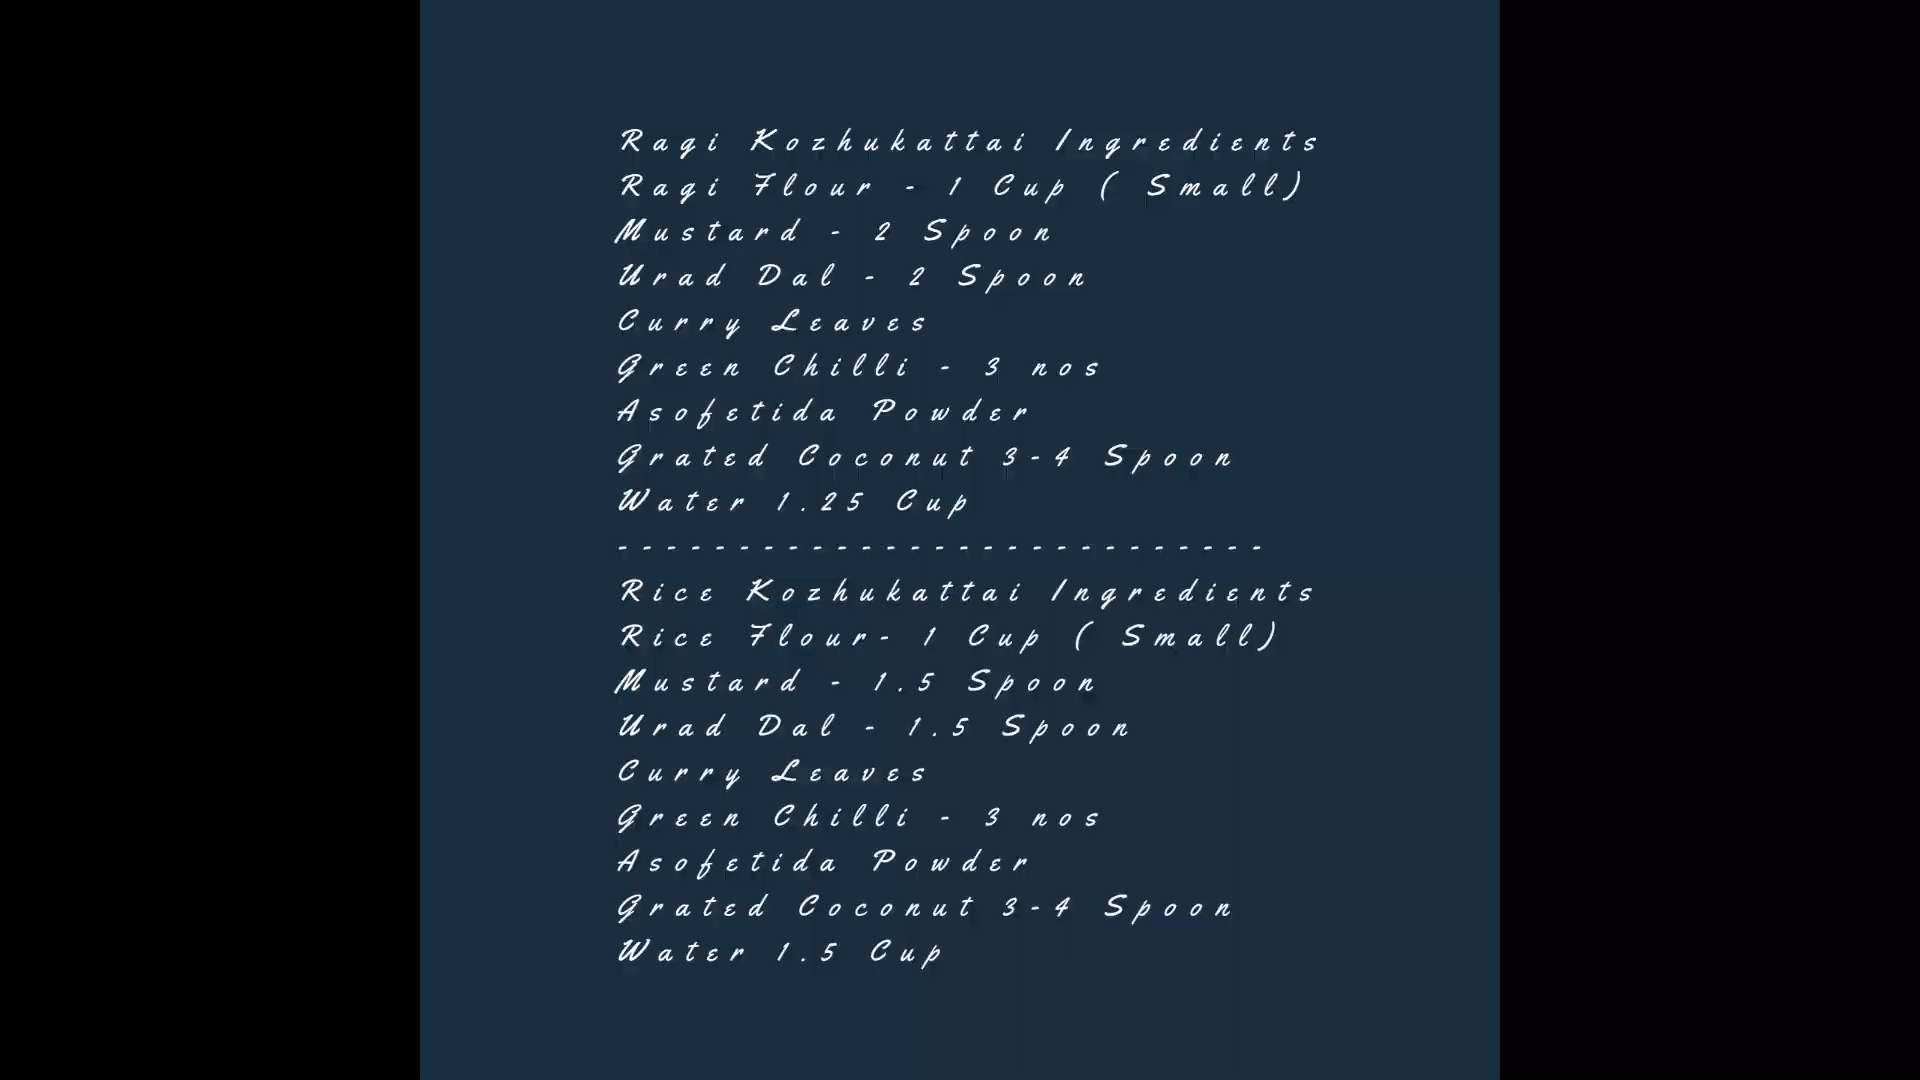 Ragi Kozhukattai Ingredients
Ragi Flour - 1 Cup ( Small)
Mustard - 2 Spoon
Urad Dal - 2 Spoon
Curry Leaves
Green Chilli - 3 nos
Asofetida Powder
Grated Coconut 3-4 Spoon
Water 1.25 Cup
---------------------------
Rice Kozhukattai Ingredients
Rice Flour- 1 Cup ( Small)
Mustard - 1.5 Spoon
Urad Dal - 1.5 Spoon
Curry Leaves
Green Chilli - 3 nos
Asofetida Powder
Grated Coconut 3-4 Spoon
Water 1.5 Cup